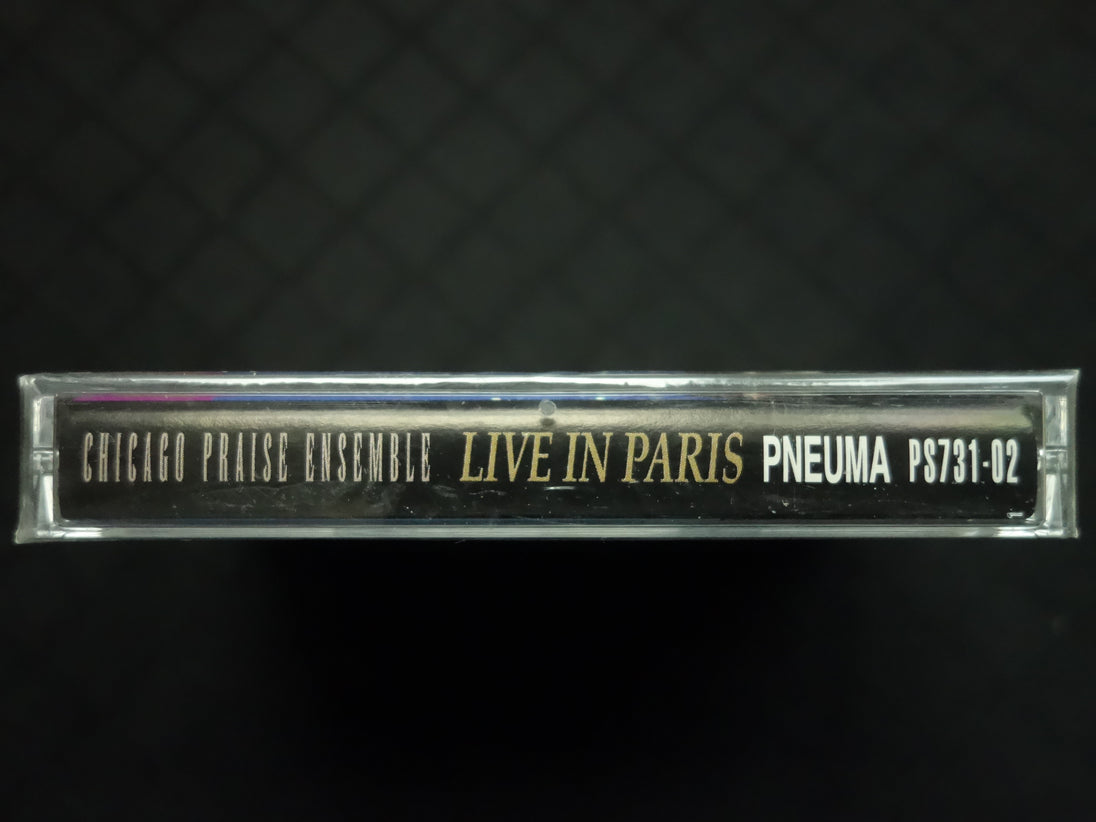 CHICAGO PRAISE ENSEMBLE LIVE IN PARIS PNEUMA PS731-02